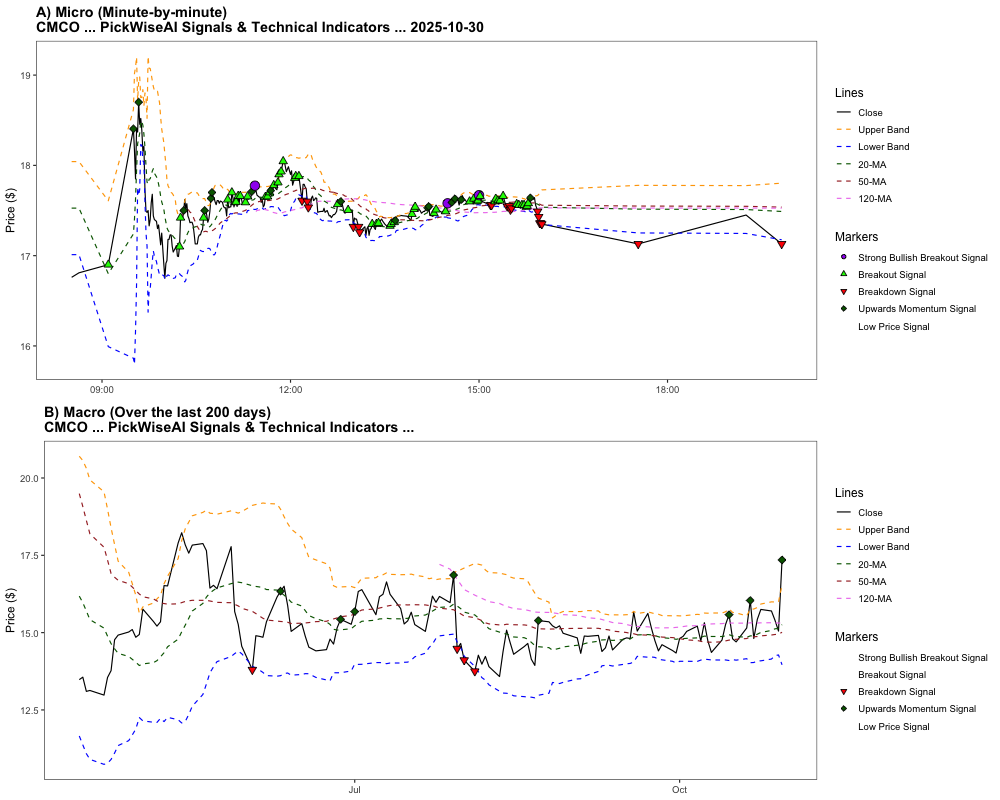 A) Micro (Minute-by-minute)
CMCO ... PickWiseAI Signals & Technical Indicators ... 2025-10-30
Price ($)
19
18
17
16
09:00
12:00
15:00
18:00
Lines
Close
Upper Band
Lower Band
20-MA
50-MA
120-MA
Markers
Strong Bullish Breakout Signal
Breakout Signal
Breakdown Signal
Upwards Momentum Signal
Low Price Signal
B) Macro (Over the last 200 days)
CMCO ... PickWiseAI Signals & Technical Indicators ...
Price ($)
20.0
17.5
15.0
12.5
Jul
Oct
Lines
Close
Upper Band
Lower Band
20-MA
50-MA
120-MA
Markers
Strong Bullish Breakout Signal
Breakout Signal
Breakdown Signal
Upwards Momentum Signal
Low Price Signal